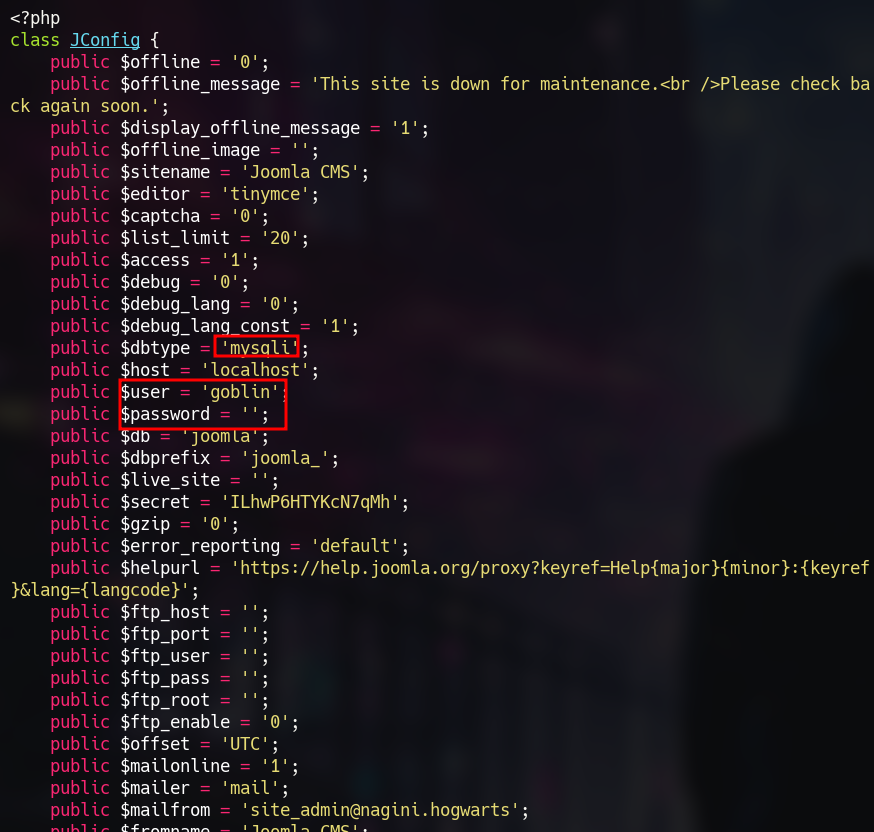 <?php
class JConfig {
    public $offline = '0';
    public $offline_message = 'This site is down for maintenance.<br />Please check ba
ck again soon.';
    public $display_offline_message = '1';
    public $offline_image = '';
    public $sitename = 'Joomla CMS';
    public $editor = 'tinymce';
    public $captcha = '0';
    public $list_limit = '20';
    public $access = '1';
    public $debug = '0';
    public $debug_lang = '0';
    public $debug_lang_const = '1';
    public $dbtype = 'mysqli';
    public $host = 'localhost';
    public $user = 'goblin';
    public $password = '';
    public $db = 'joomla';
    public $dbprefix = 'joomla_';
    public $live_site = '';
    public $secret = 'ILhwP6HTYKcN7qMh';
    public $gzip = '0';
    public $error_reporting = 'default';
    public $helpurl = 'https://help.joomla.org/proxy?keyref=Help{major}{minor}:{keyref
}&lang={langcode}';
    public $ftp_host = '';
    public $ftp_port = '';
    public $ftp_user = '';
    public $ftp_pass = '';
    public $ftp_root = '';
    public $ftp_enable = '0';
    public $offset = 'UTC';
    public $mailonline = '1';
    public $mailer = 'mail';
    public $mailfrom = 'site_admin@nagini.hogwarts';
    public $fromname = 'Joomla CMS';